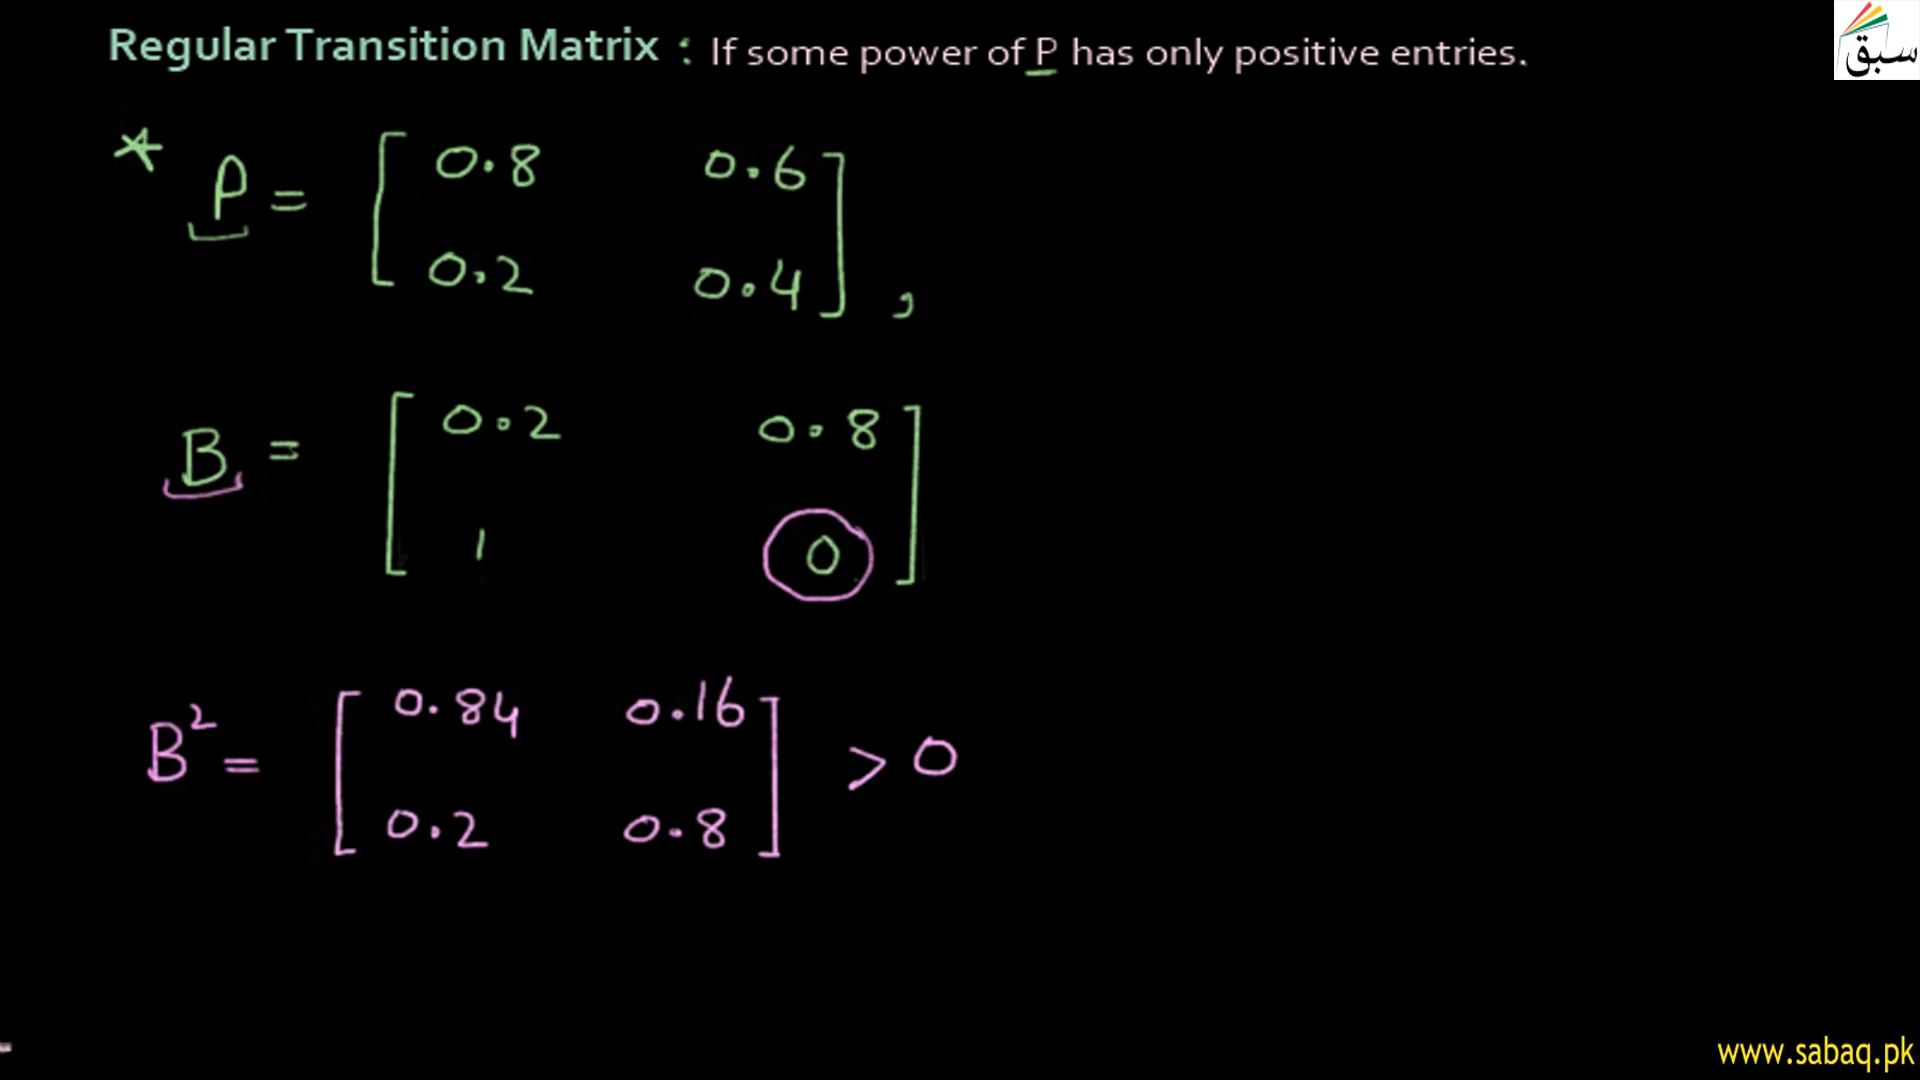 Regular Transition Matrix : If some power of P has only positive entries.
سبق
* P = [ 0.8 0.6
0.2 0.4 ] ,
B = [ 0.2 0.8
1 0 ]
B² = [ 0.84 0.16
0.2 0.8 ] > 0
www.sabaq.pk